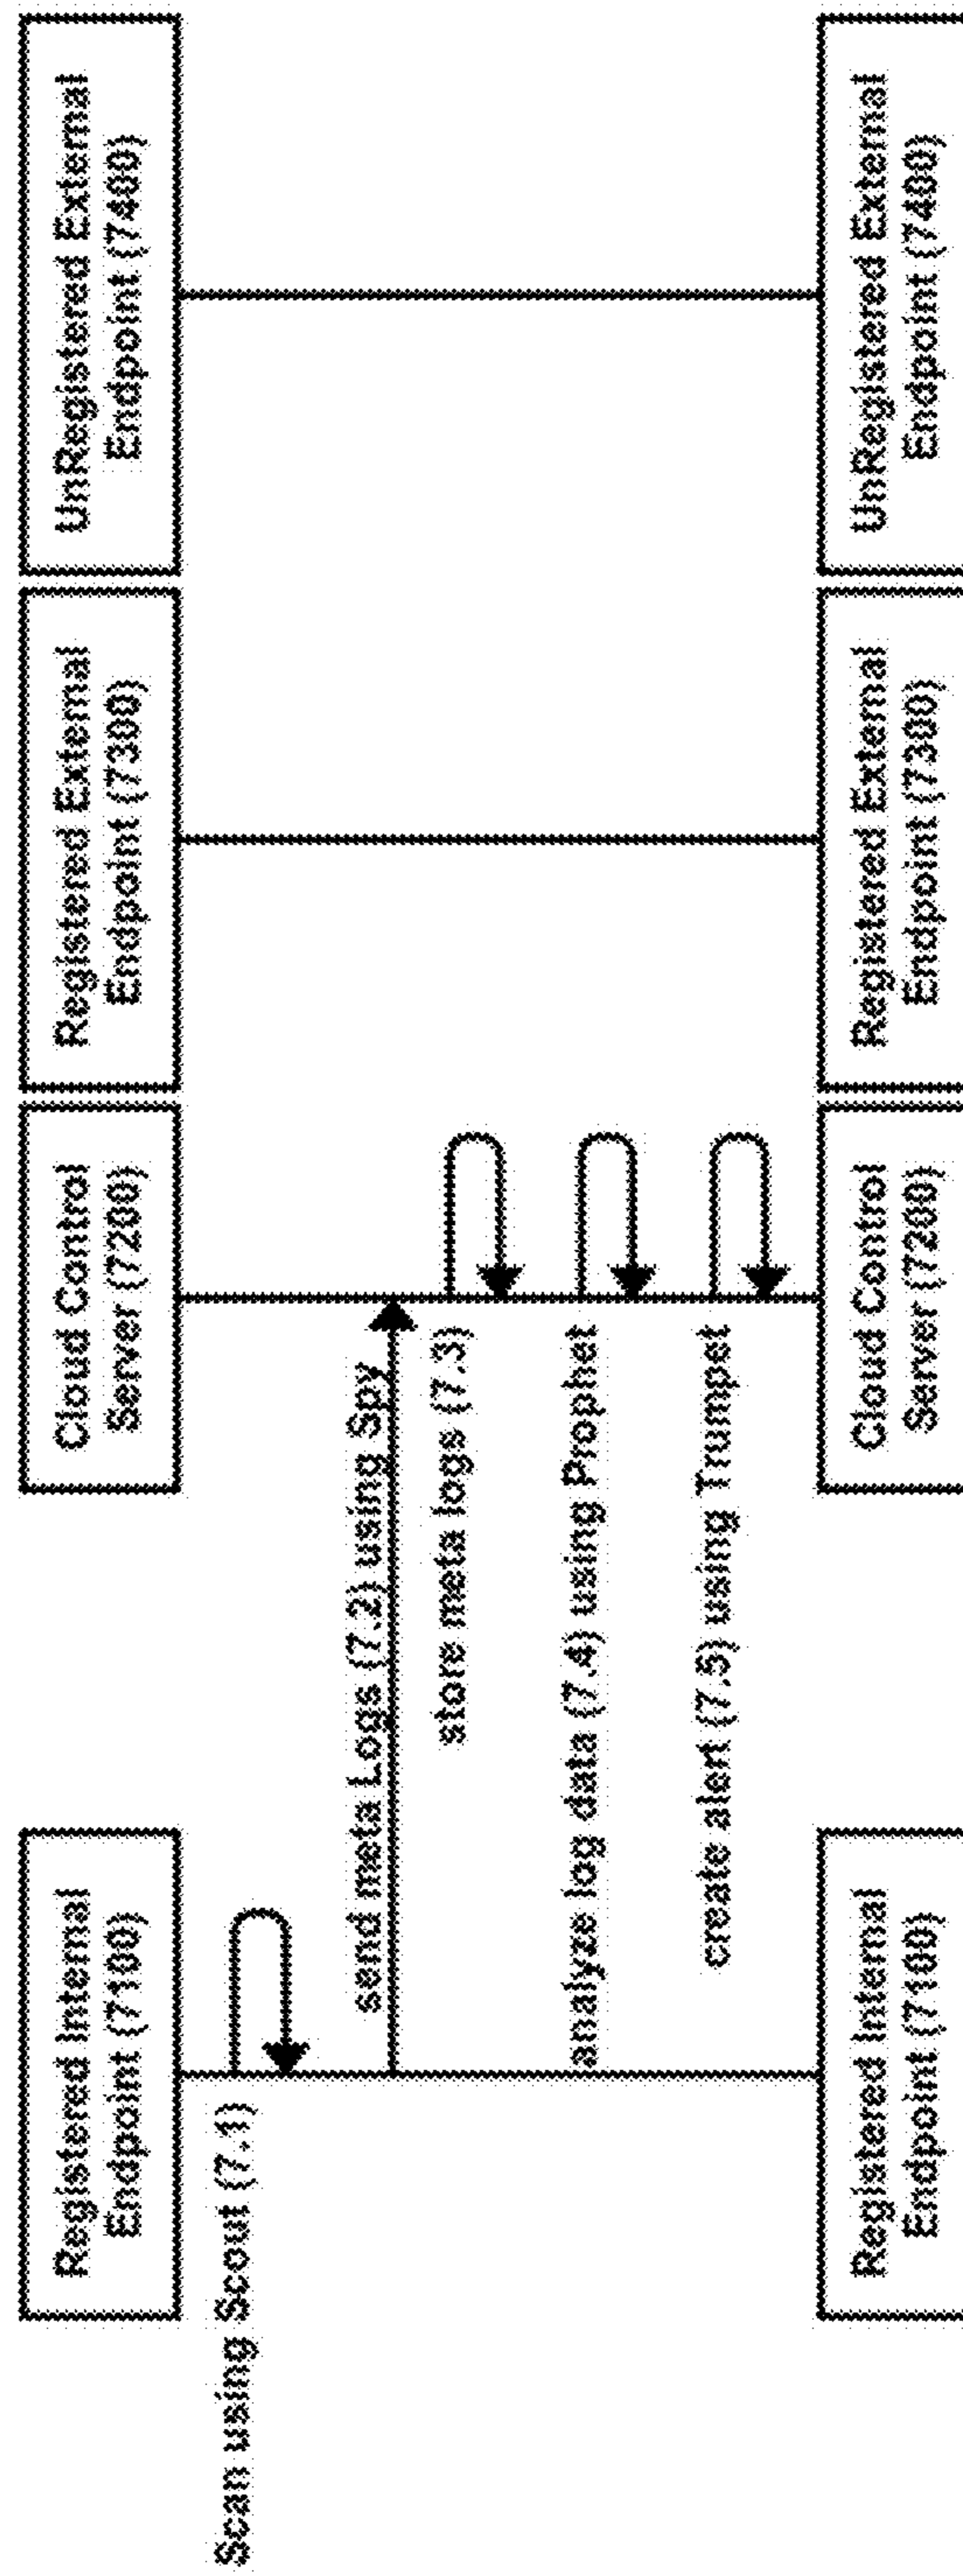 Registered Internal
Endpoint (7100)
Cloud Control
Server (7200)
Registered External
Endpoint (7300)
UnRegistered External
Endpoint (7400)
Scan using Scout (7.1)
send meta Logs (7.2) using Spy
store meta logs (7.3)
analyze log data (7.4) using Prophet
create alert (7.5) using Trumpet
Registered Internal
Endpoint (7100)
Cloud Control
Server (7200)
Registered External
Endpoint (7300)
UnRegistered External
Endpoint (7400)